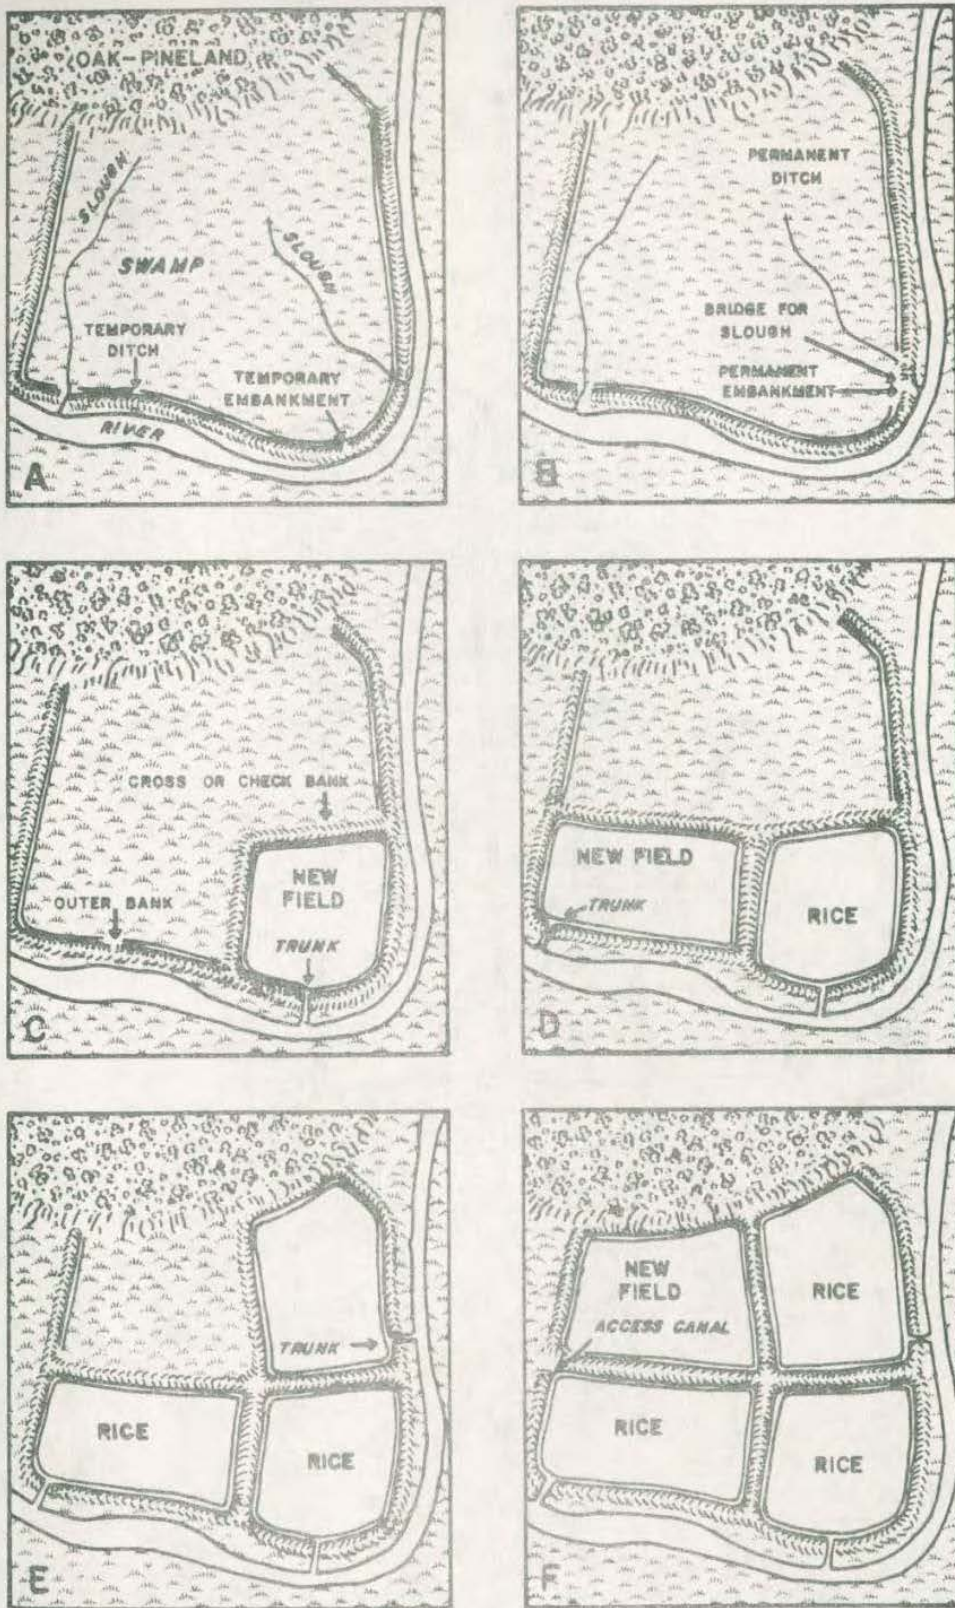 OAK-PINELAND
SLOUGH
SLOUGH
SWAMP
TEMPORARY
DITCH
TEMPORARY
EMBANKMENT
RIVER
A
PERMANENT
DITCH
BRIDGE FOR
SLOUGH
PERMANENT
EMBANKMENT
B
CROSS OR CHECK BANK
NEW
FIELD
OUTER BANK
TRUNK
C
NEW FIELD
TRUNK
RICE
D
TRUNK
RICE
RICE
E
NEW
FIELD
RICE
ACCESS CANAL
RICE
RICE
F